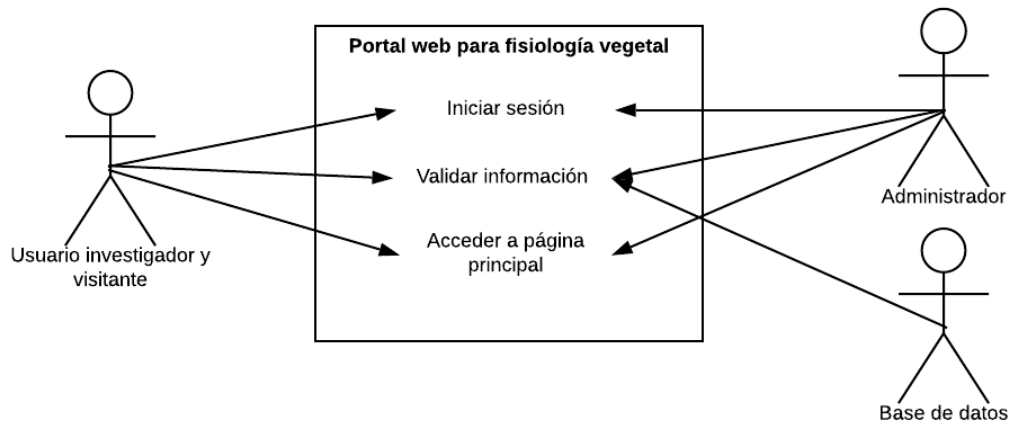 Portal web para fisiología vegetal
Iniciar sesión
Validar información
Acceder a página
principal
Usuario investigador y
visitante
Administrador
Base de datos